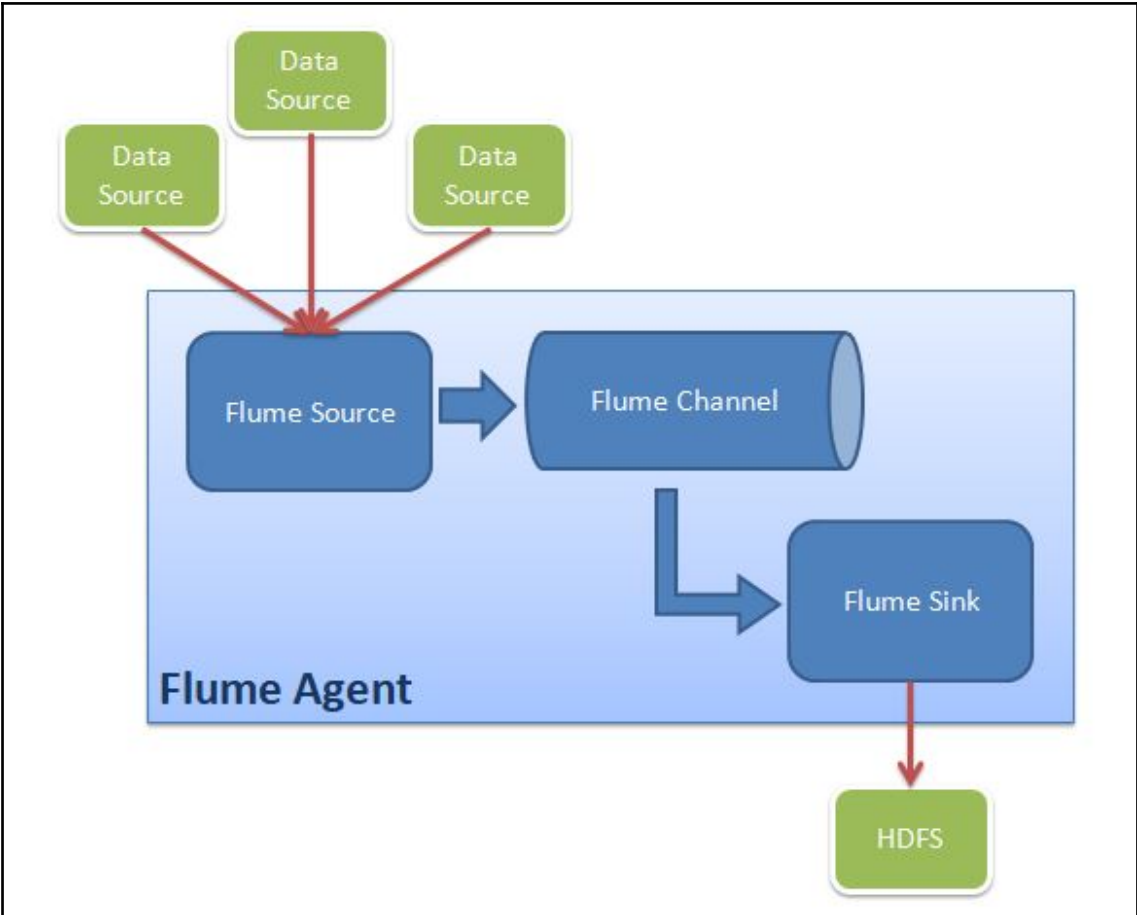 Data
Source
Data
Source
Data
Source
Flume Source
Flume Channel
Flume Sink
Flume Agent
HDFS